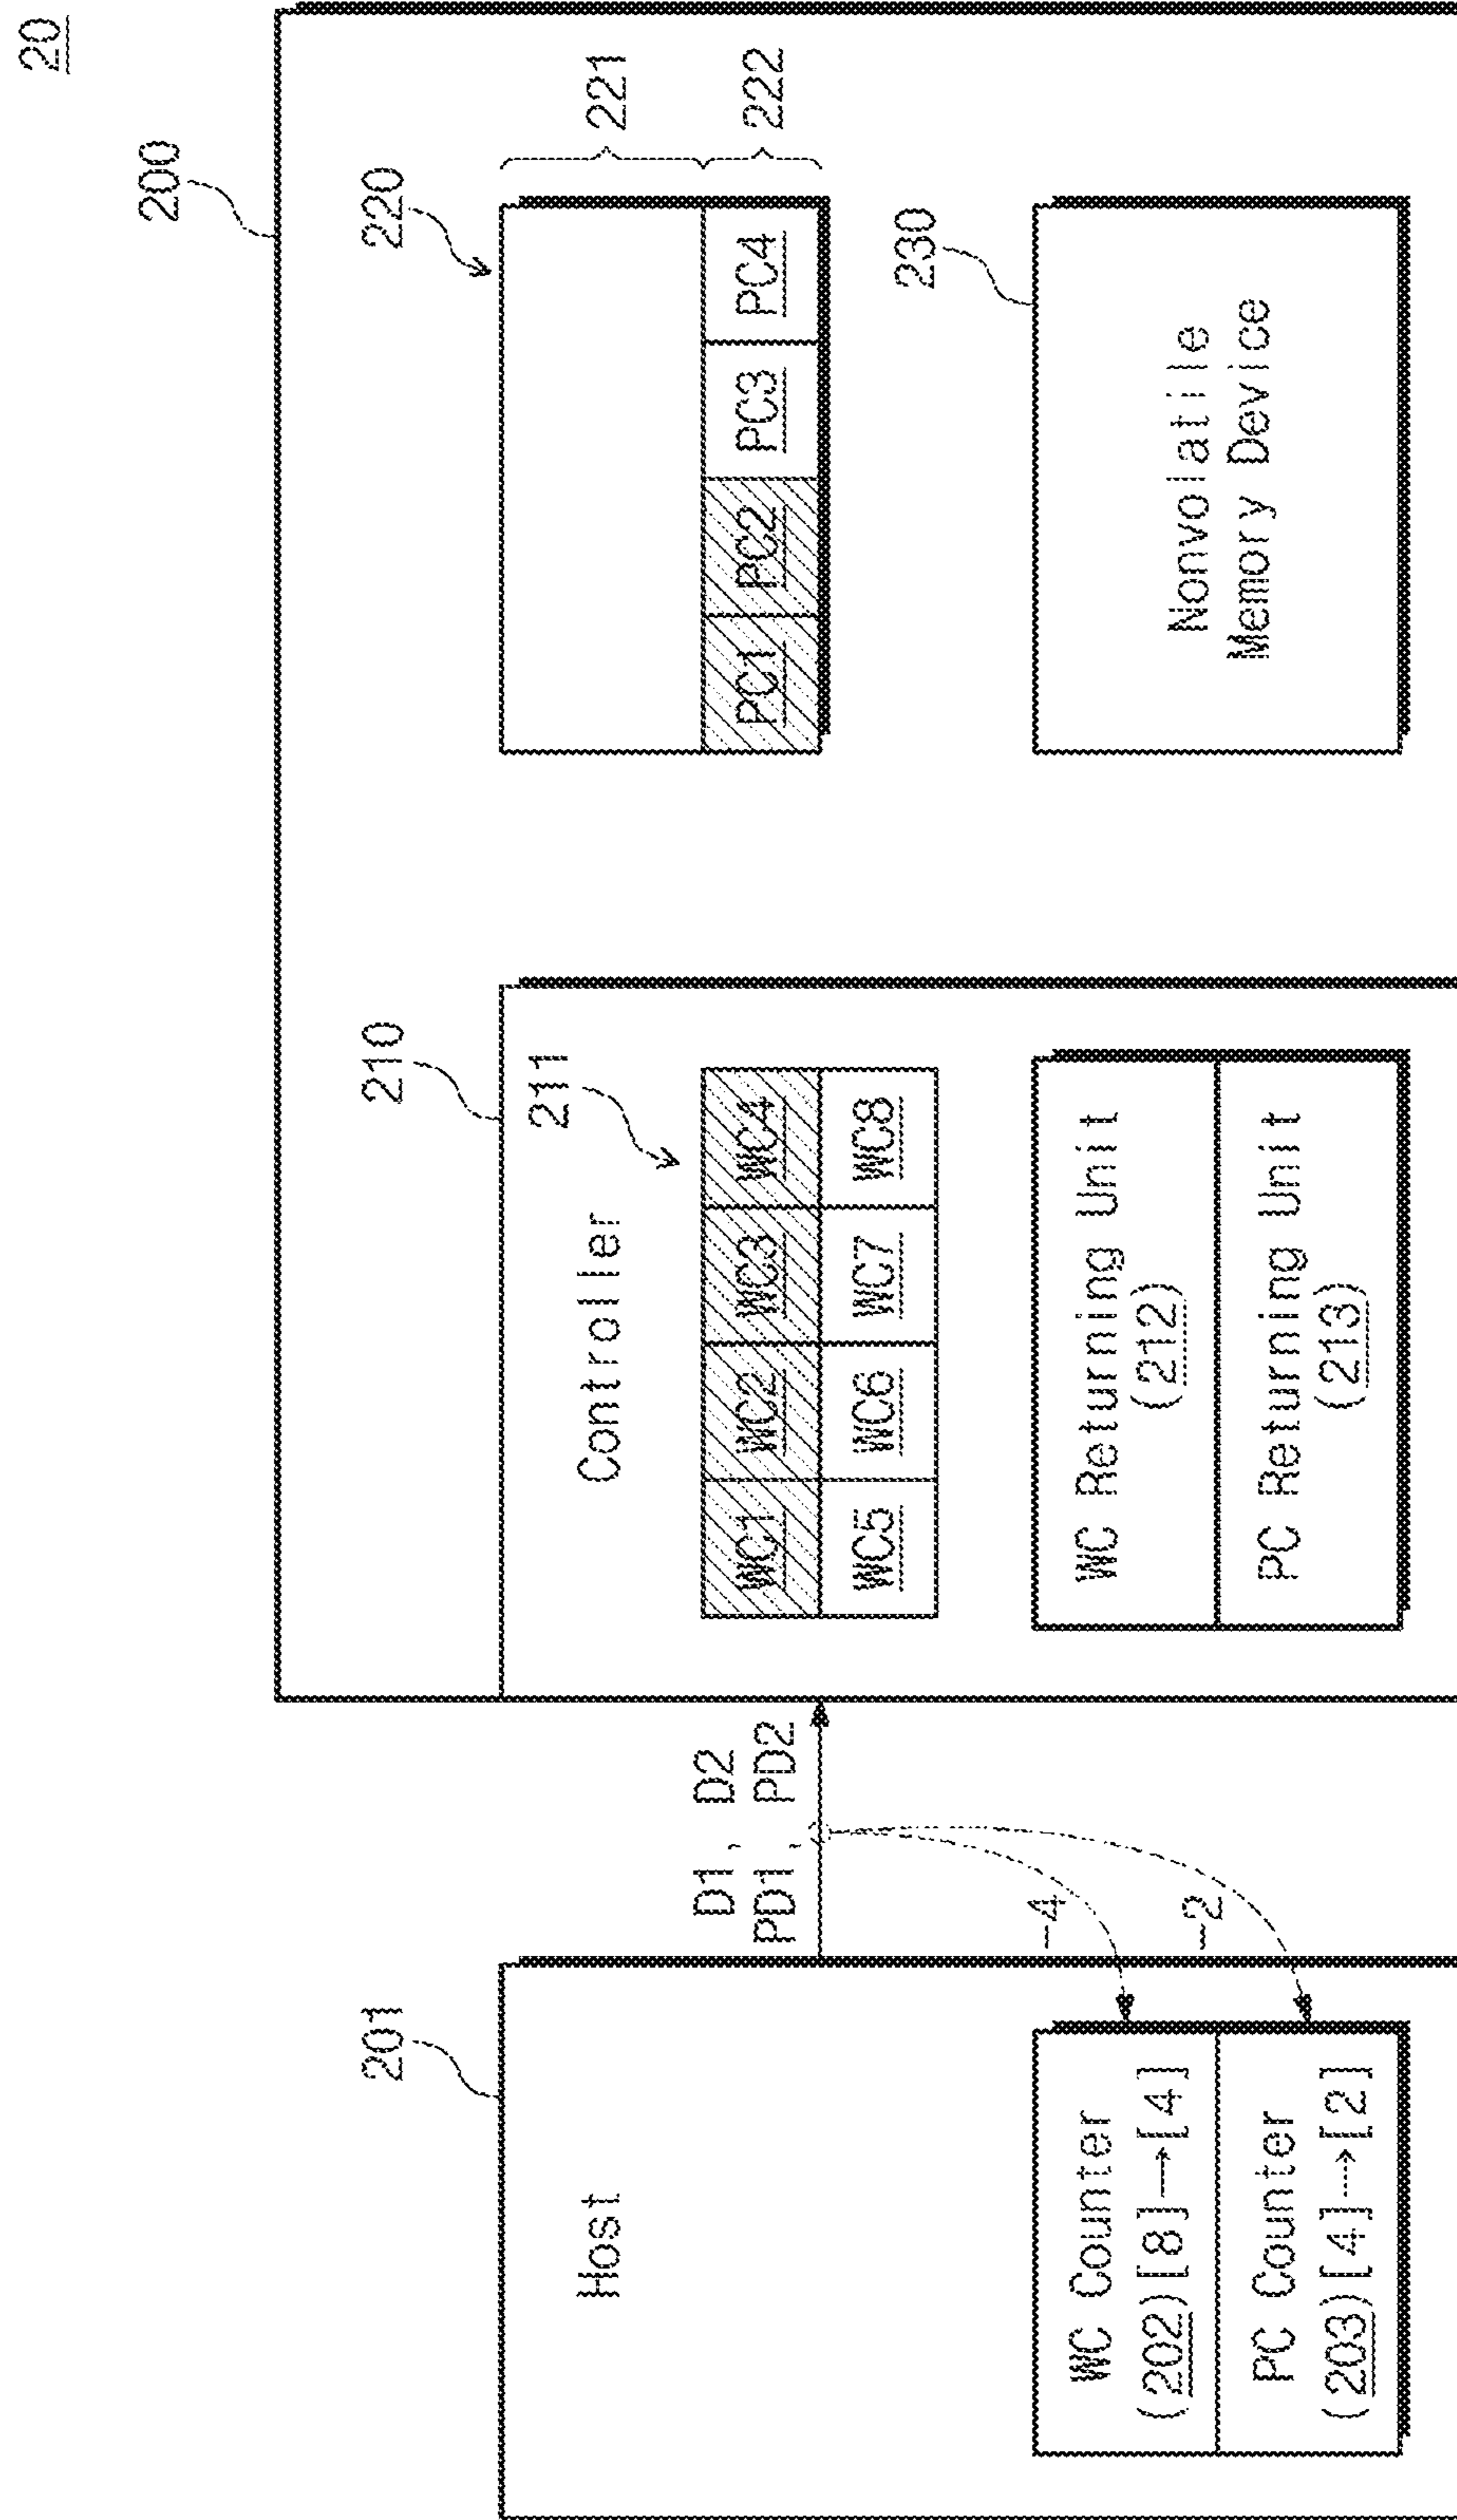 20
200
201
Host
WC Counter
(202)[8]→[4]
PC Counter
(203)[4]→[2]
D1, D2
PD1, PD2
-4
-2
210
Controller
211
WC1 WC2 WC3 WC4
WC5 WC6 WC7 WC8
WC Returning Unit
(212)
PC Returning Unit
(213)
220
221
222
PC1 PC2 PC3 PC4
230
Nonvolatile
Memory Device